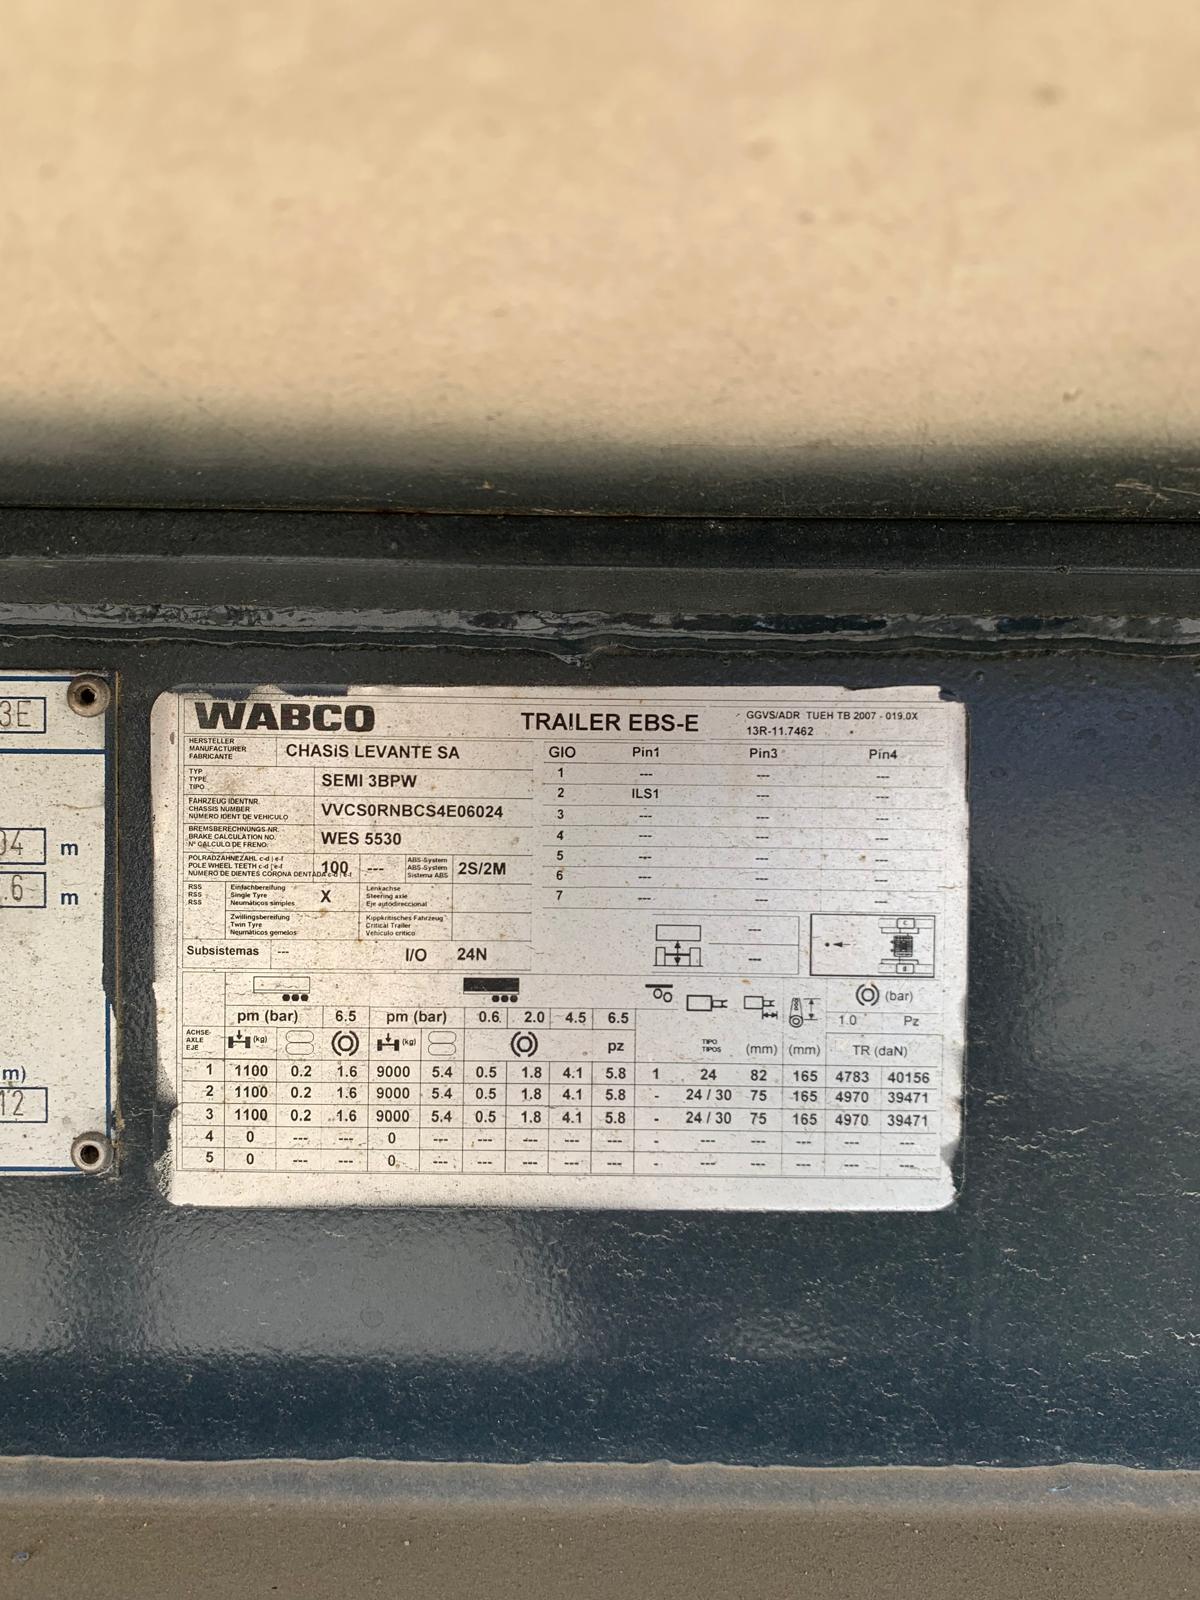 3E
04 m
.6 m
m)
12
WABCO TRAILER EBS-E GGVS/ADR TUEH TB 2007 - 019.0X
13R-11.7462
HERSTELLER
MANUFACTURER
FABRICANTE
CHASIS LEVANTE SA
TYP
TYPE
TIPO
SEMI 3BPW
FAHRZEUG IDENTNR.
CHASSIS NUMBER
NÚMERO IDENT DE VEHICULO
VVCS0RNBCS4E06024
BREMSBERECHNUNGS-NR.
BRAKE CALCULATION NO.
Nº CALCULO DE FRENO:
WES 5530
POLRADZAHNEZAHL c-d | e-f
POLE WHEEL TEETH c-d | e-f
NUMERO DE DIENTES CORONA DENTADA c-d | e-f
100 ---
ABS-System
ABS-System
Sistema ABS
2S/2M
RSS
RSS
RSS
Einfachbereifung
Single Tyre
Neumáticos simples
X
Lenkachse
Steering axle
Eje autodireccional
Zwillingsbereifung
Twin Tyre
Neumáticos gemelos
Kippkritisches Fahrzeug
Critical Trailer
Vehiculo critico
Subsistemas --- I/O 24N
GIO Pin1 Pin3 Pin4
1 --- --- ---
2 ILS1 --- ---
3 --- --- ---
4 --- --- ---
5 --- --- ---
6 --- --- ---
7 --- --- ---
---
---
(bar)
pm (bar) 6.5 pm (bar) 0.6 2.0 4.5 6.5 1.0 Pz
ACHSE
AXLE
EJE
(kg) (kg) pz
TIPO
TIPOS
(mm) (mm) TR (daN)
1 1100 0.2 1.6 9000 5.4 0.5 1.8 4.1 5.8 1 24 82 165 4783 40156
2 1100 0.2 1.6 9000 5.4 0.5 1.8 4.1 5.8 - 24 / 30 75 165 4970 39471
3 1100 0.2 1.6 9000 5.4 0.5 1.8 4.1 5.8 - 24 / 30 75 165 4970 39471
4 0 --- --- 0 --- --- --- --- --- - --- --- --- --- ---
5 0 --- --- 0 --- --- --- --- --- - --- --- --- --- ---